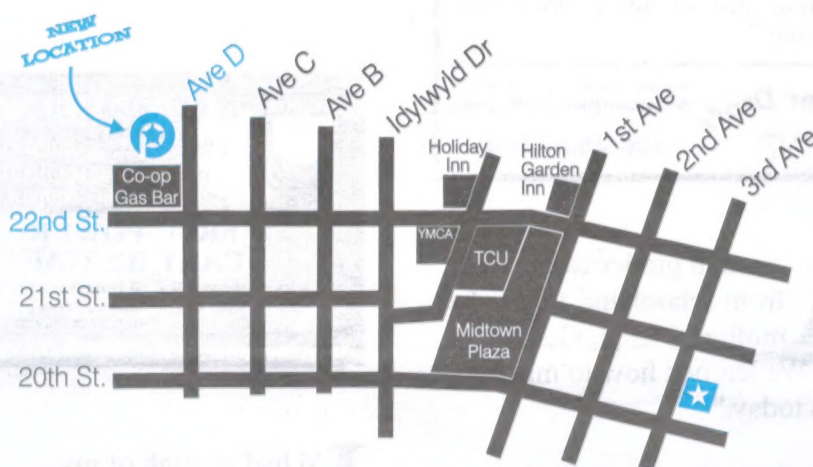 NEW
LOCATION
Ave D
Ave C
Ave B
Idylwyld Dr
Holiday
Inn
Hilton
Garden
Inn
1st Ave
2nd Ave
3rd Ave
Co-op
Gas Bar
22nd St.
YMCA
TCU
21st St.
Midtown
Plaza
20th St.
today."